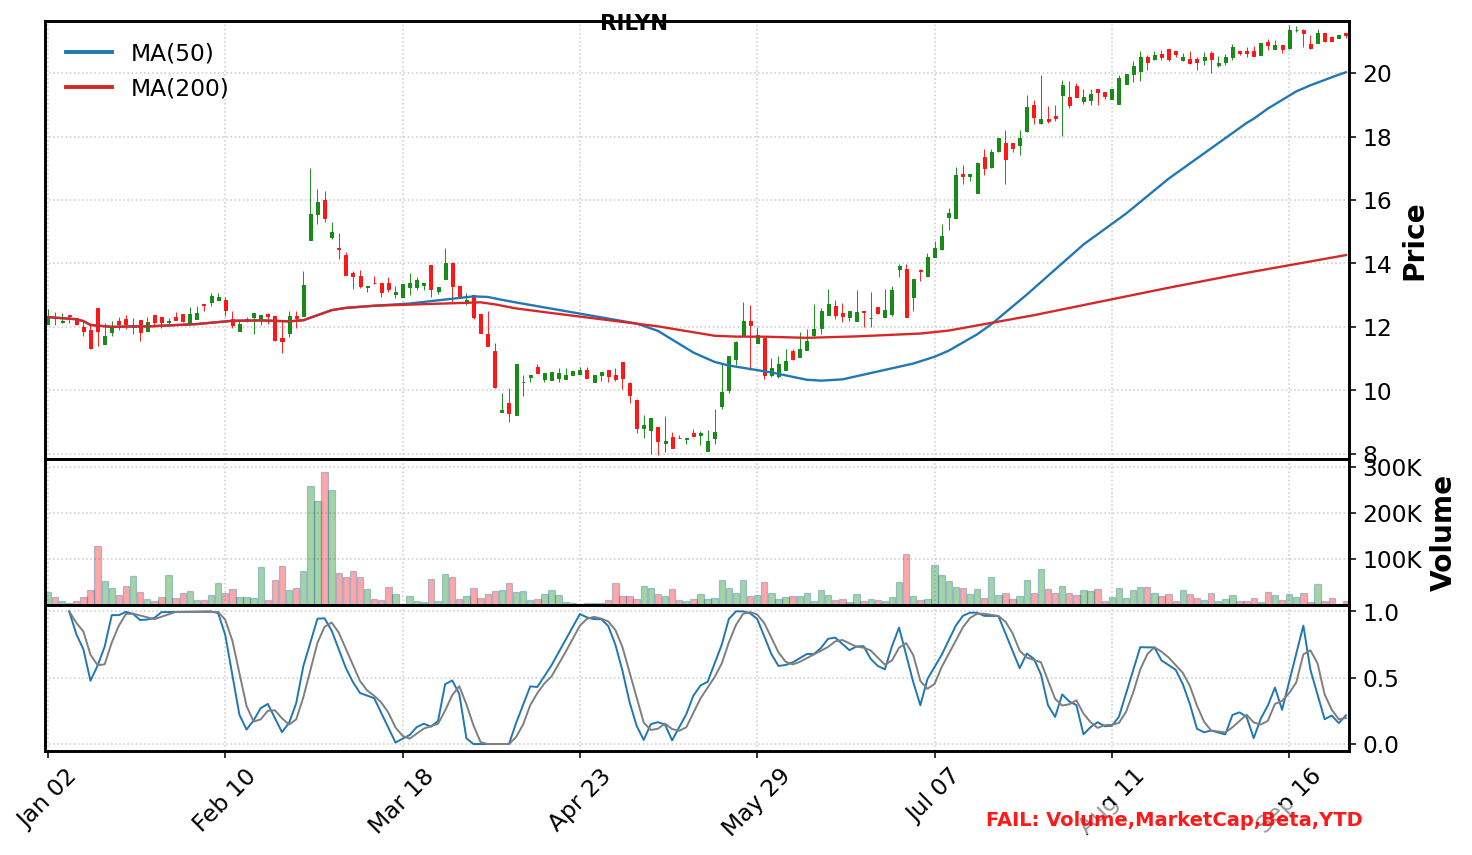 RILYN
MA(50)
MA(200)
20
18
16
14
12
10
8
Price
300K
200K
100K
Volume
1.0
0.5
0.0
Jan 02
Feb 10
Mar 18
Apr 23
May 29
Jul 07
Aug 11
Sep 16
FAIL: Volume,MarketCap,Beta,YTD